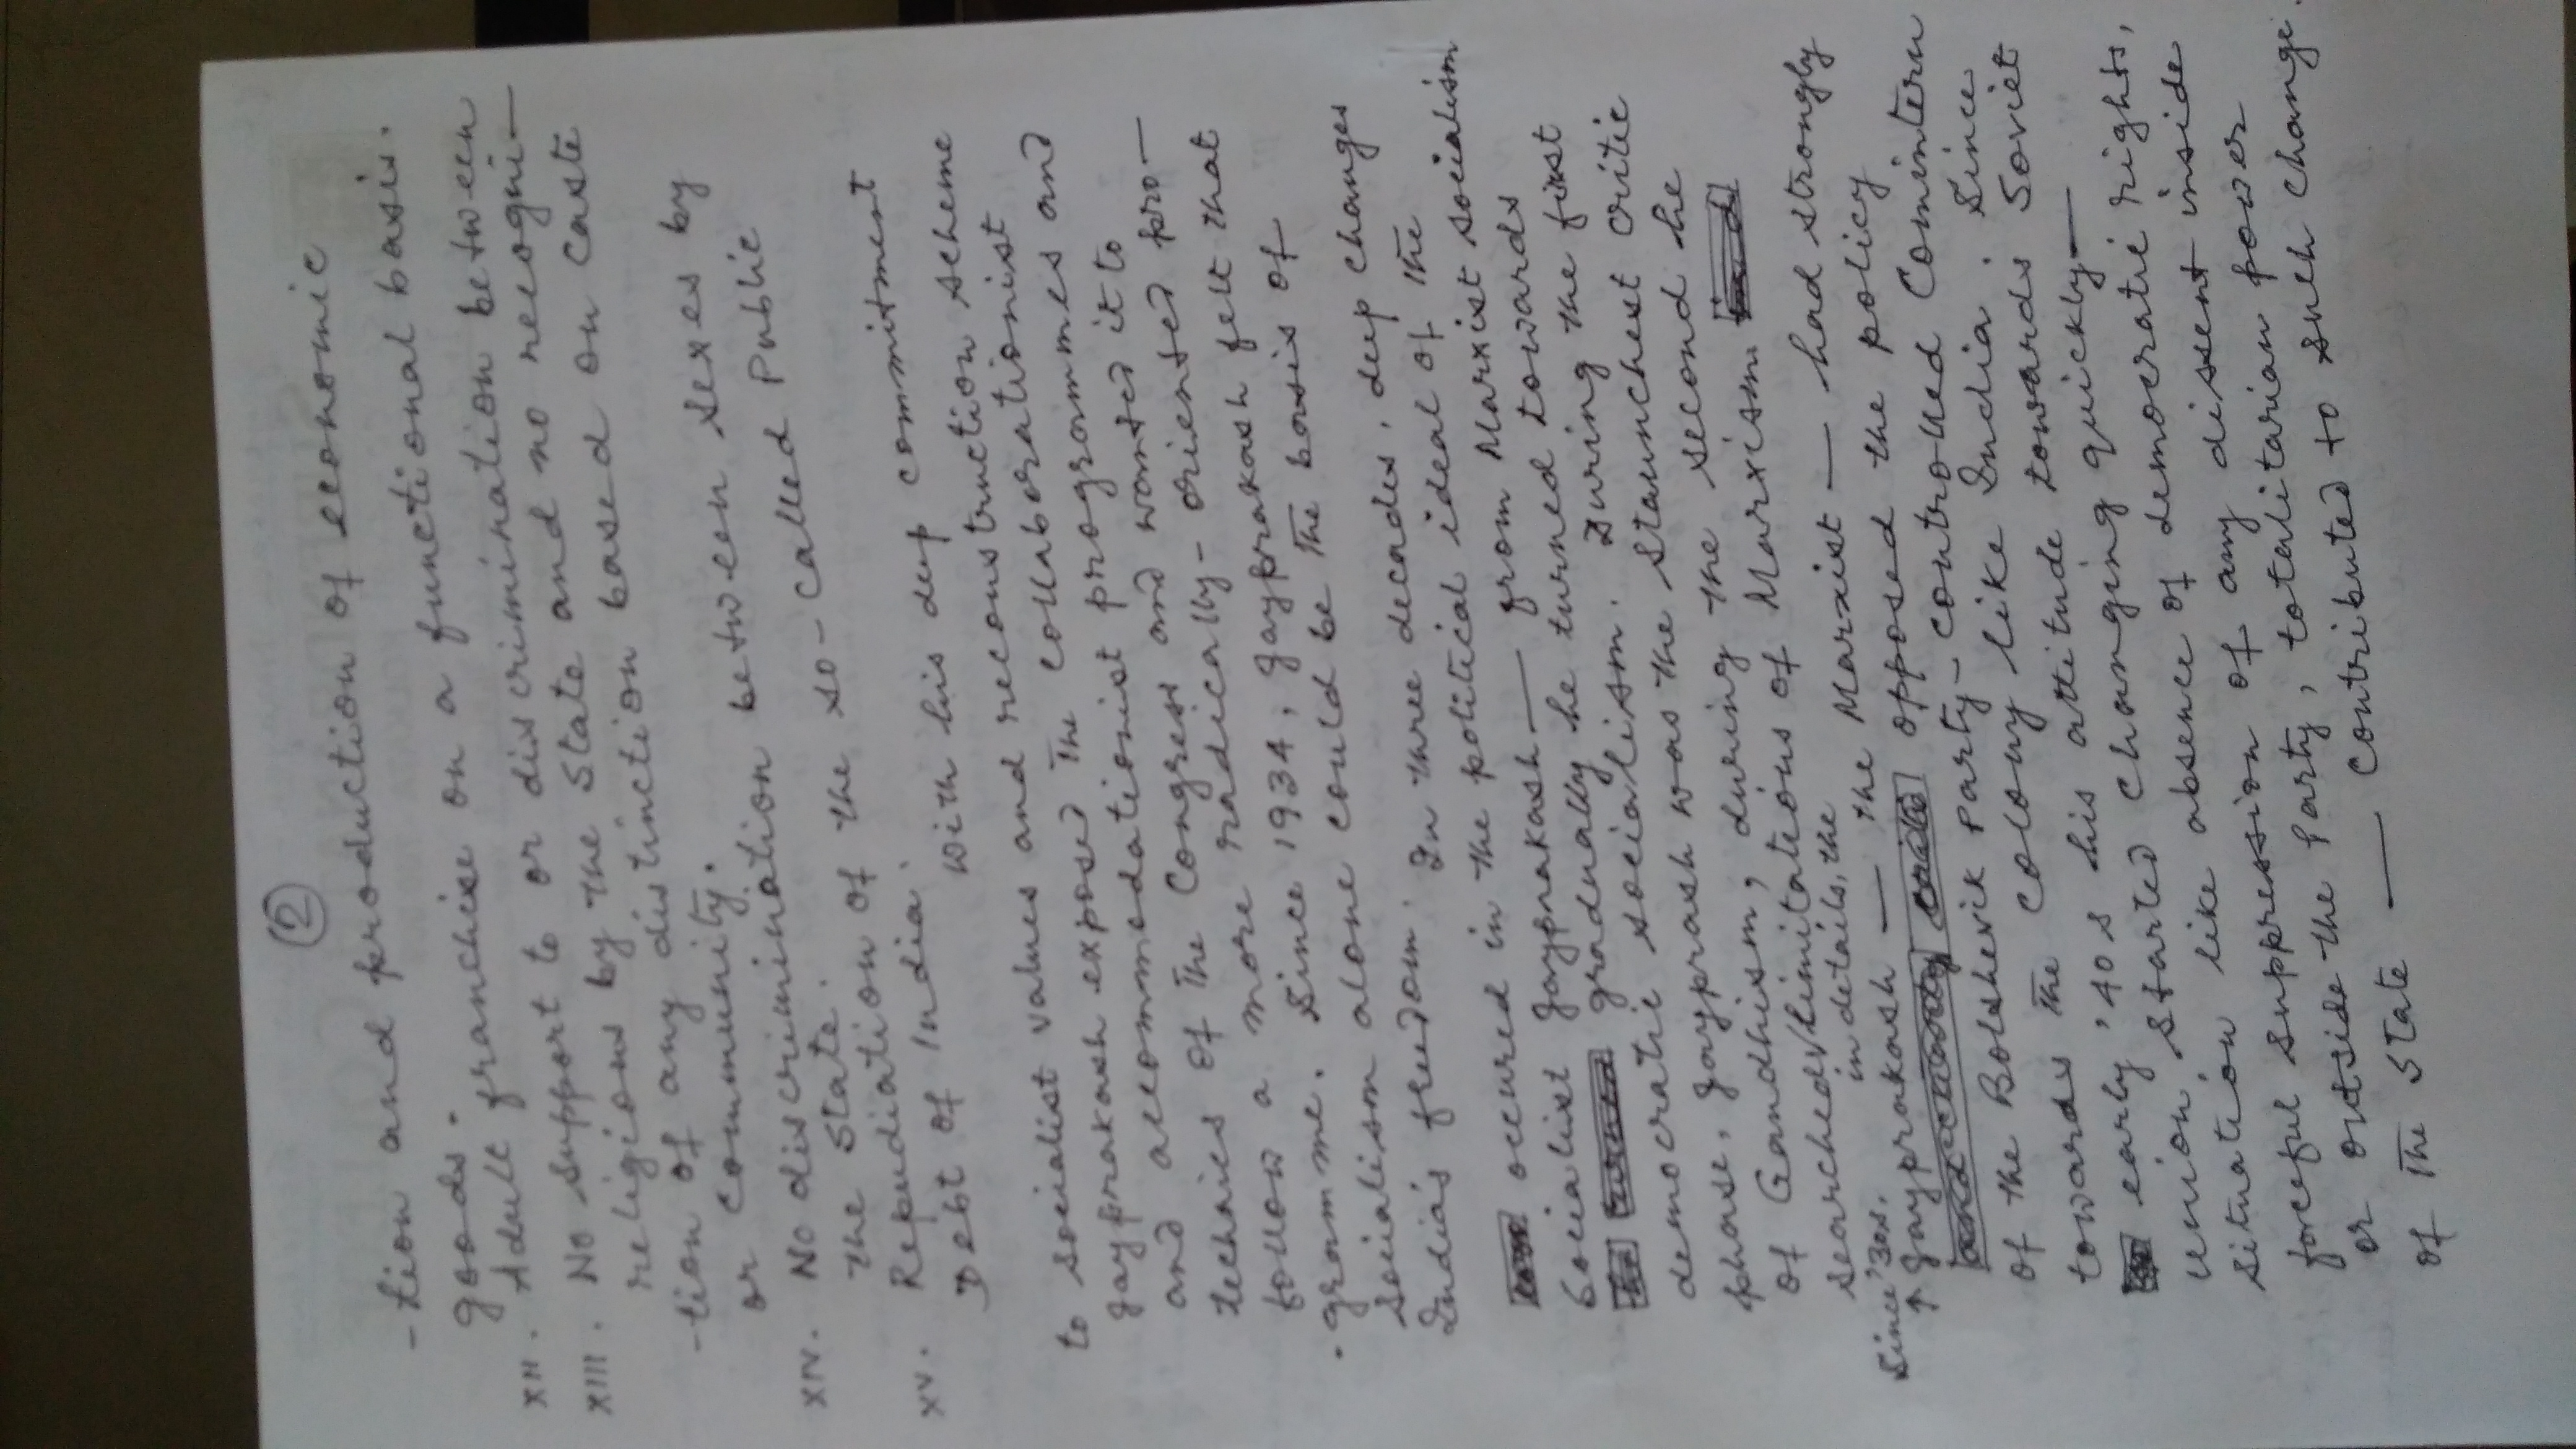 ②
-tion and production of economic
goods.
XII. Adult franchise on a functional basis.
XIII. No support to or discrimination between
religions by the State and no recogni-
-tion of any distinction based on caste
or community.
XIV. No discrimination between sexes by
the State.
XV. Repudiation of the so-called Public
Debt of India.
With his deep commitment
to socialist values and reconstruction scheme
Jayprakash exposed the collaborationist
and accommodationist programmes and
techaics of the Congress and wanted it to
follow a more radically-oriented pro-
-gramme. Since 1934, Jayprakash felt that
socialism alone could be the basis of
India's freedom. In three decades, deep changes
occured in the political ideal of the
socialist Jayprakash — from Marxist socialism
gradually he turned towards
democratic socialism. During the first
phase, Jayprakash was the staunchest critic
of Gandhism, during the second he
searched limitations of Marxism
in details, the
Since '30s.
↑ Jayprakash — the Marxist — had strongly
opposed the policy
of the Bolshevik Party-controlled Comintern
towards the colony like India. Since
early '40s his attitude towards Soviet
Union started changing quickly —
situation like absence of democratic rights,
forceful suppression of any dissent inside
or outside the Party, totalitarian power
of the State — contributed to such change.